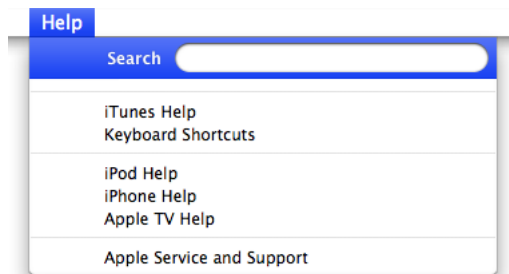 Help
Search
iTunes Help
Keyboard Shortcuts
iPod Help
iPhone Help
Apple TV Help
Apple Service and Support